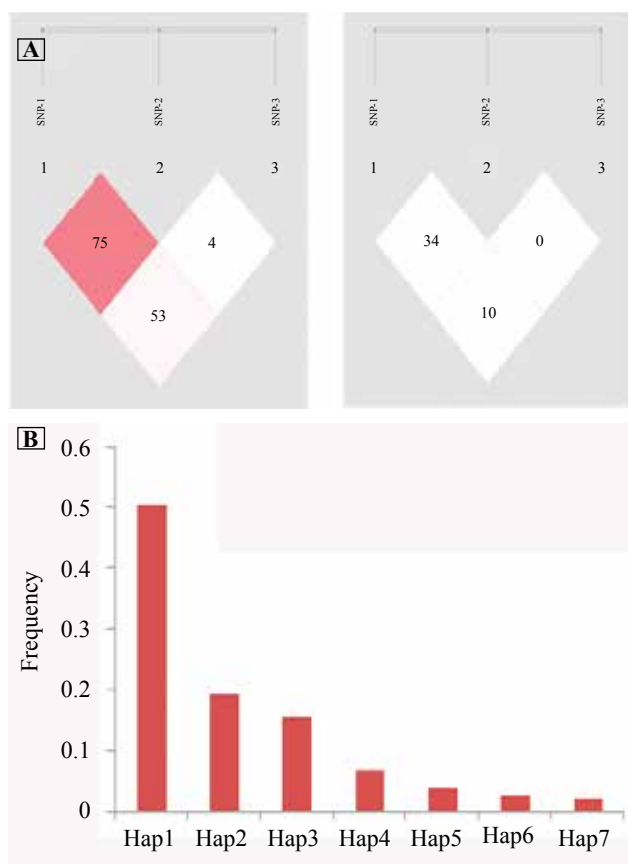 A
SNP-1 SNP-2 SNP-3 SNP-1 SNP-2 SNP-3
1 2 3 1 2 3
75 4 34 0
53 10
B
0.6
0.5
0.4
0.3
0.2
0.1
0
Frequency
Hap1 Hap2 Hap3 Hap4 Hap5 Hap6 Hap7